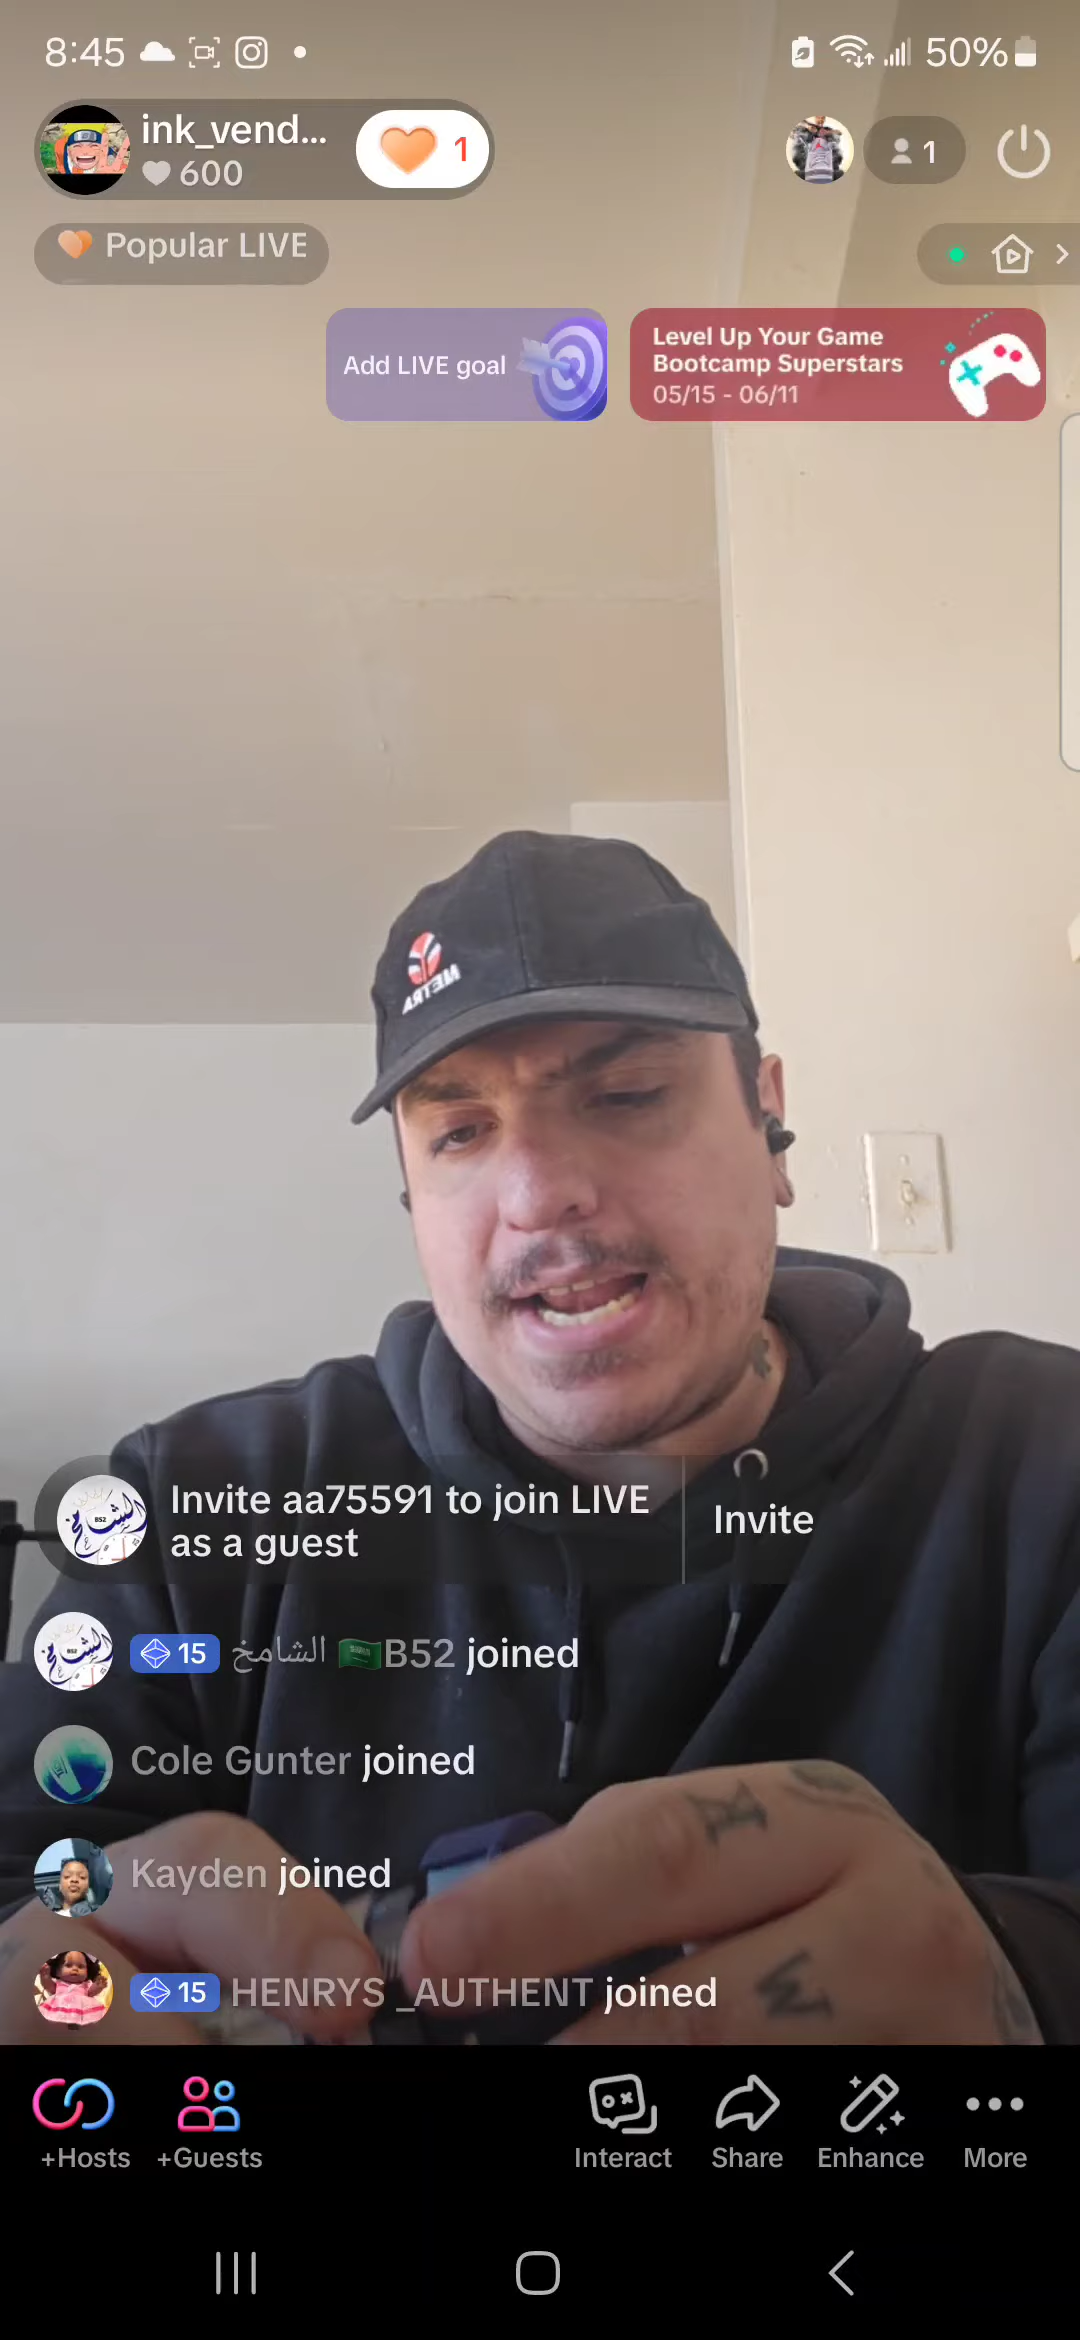 8:45
50%
ink_vend...
1
600
1
Popular LIVE
Add LIVE goal
Level Up Your Game
Bootcamp Superstars
05/15 - 06/11
METRA
Invite aa75591 to join LIVE
as a guest
Invite
15 الشامخ 🇸🇦B52 joined
Cole Gunter joined
Kayden joined
15 HENRYS _AUTHENT joined
+Hosts
+Guests
Interact
Share
Enhance
More